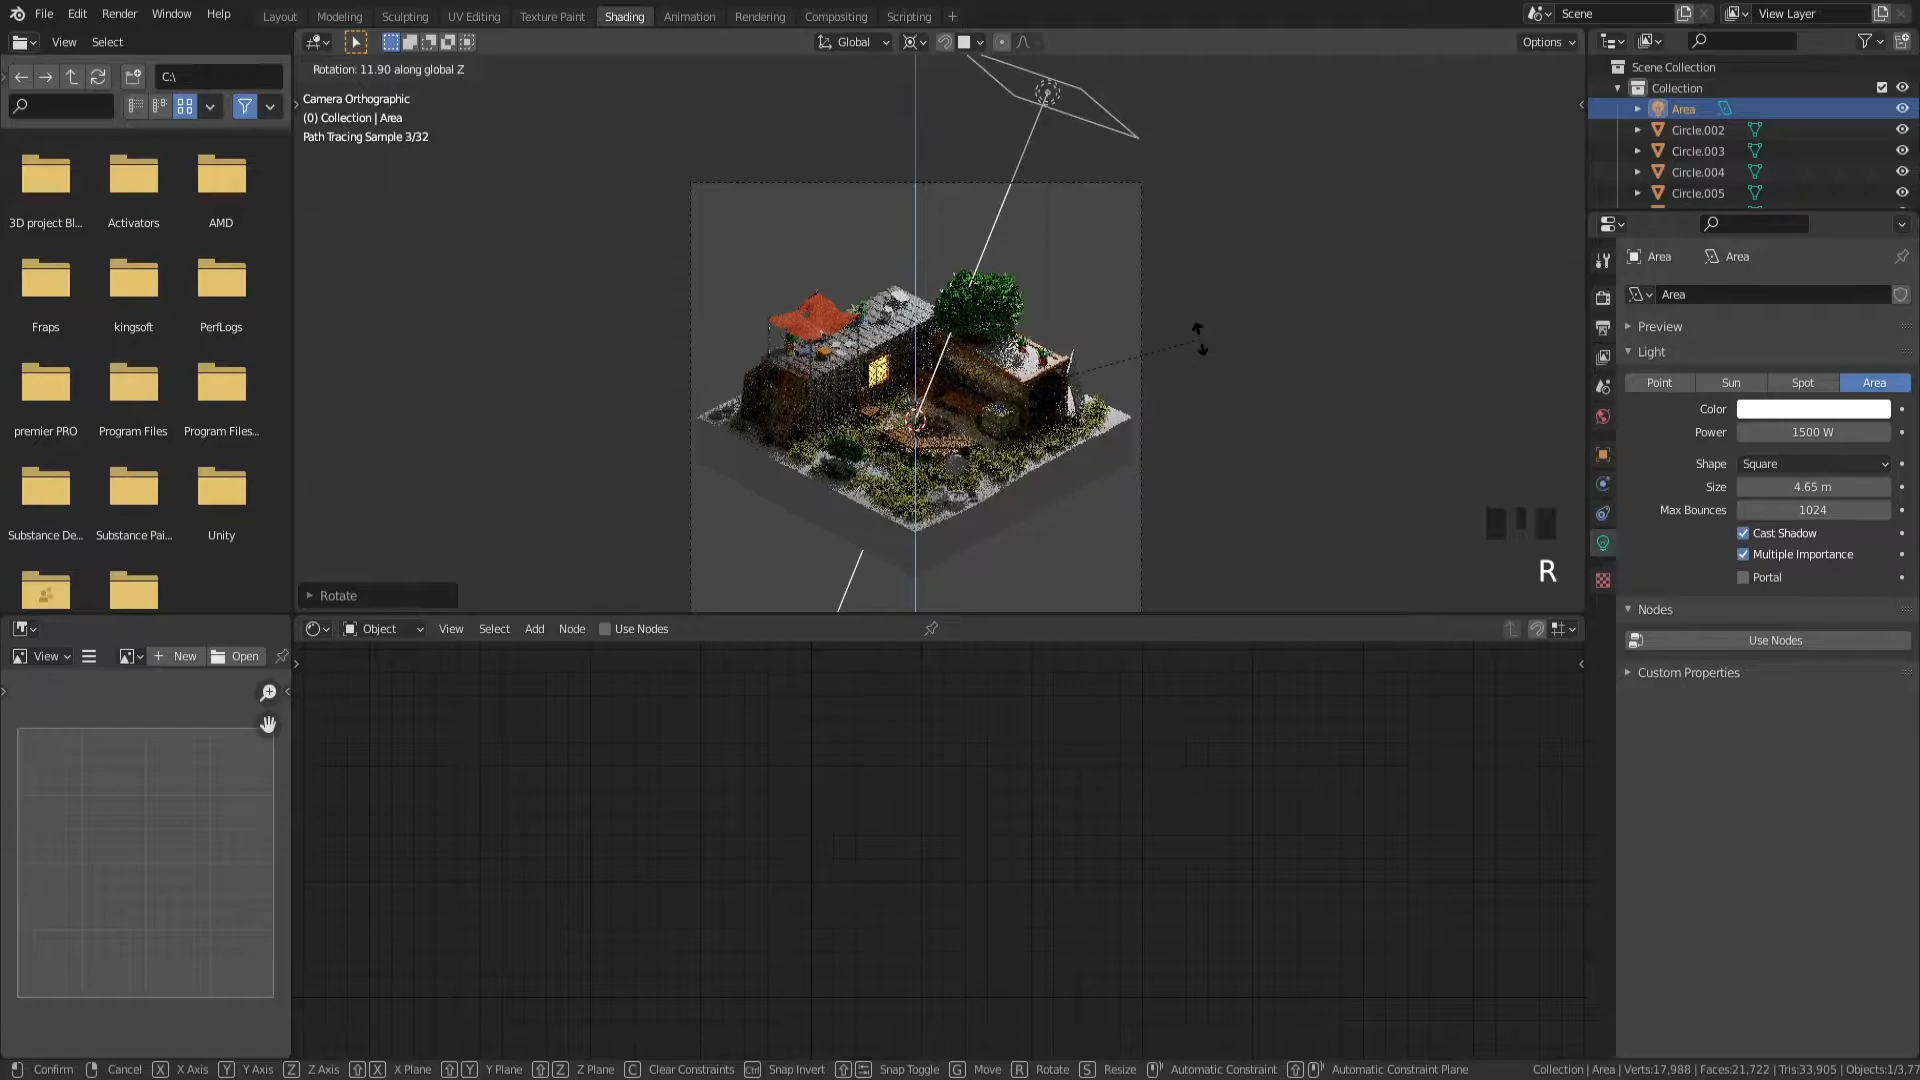 File Edit Render Window Help
Layout Modeling Sculpting UV Editing Texture Paint Shading Animation Rendering Compositing Scripting
Scene
View Layer
View Select
Global
Options
C:\
3D project Bl... Activators AMD
Fraps kingsoft PerfLogs
premier PRO Program Files Program Files...
Substance De... Substance Pai... Unity
Rotation: 11.90 along global Z
Camera Orthographic
(0) Collection | Area
Path Tracing Sample 3/32
R
Rotate
Scene Collection
Collection
Area
Circle.002
Circle.003
Circle.004
Circle.005
Area Area
Area
Preview
Light
Point Sun Spot Area
Color
Power 1500 W
Shape Square
Size 4.65 m
Max Bounces 1024
Cast Shadow
Multiple Importance
Portal
Nodes
Use Nodes
Custom Properties
View New Open
Object View Select Add Node Use Nodes
Confirm Cancel X X Axis Y Y Axis Z Z Axis X X Plane Y Y Plane Z Z Plane C Clear Constraints Ctrl Snap Invert Snap Toggle G Move R Rotate S Resize Automatic Constraint Automatic Constraint Plane
Collection | Area | Verts:17,988 | Faces:21,722 | Tris:33,905 | Objects:1/3,77